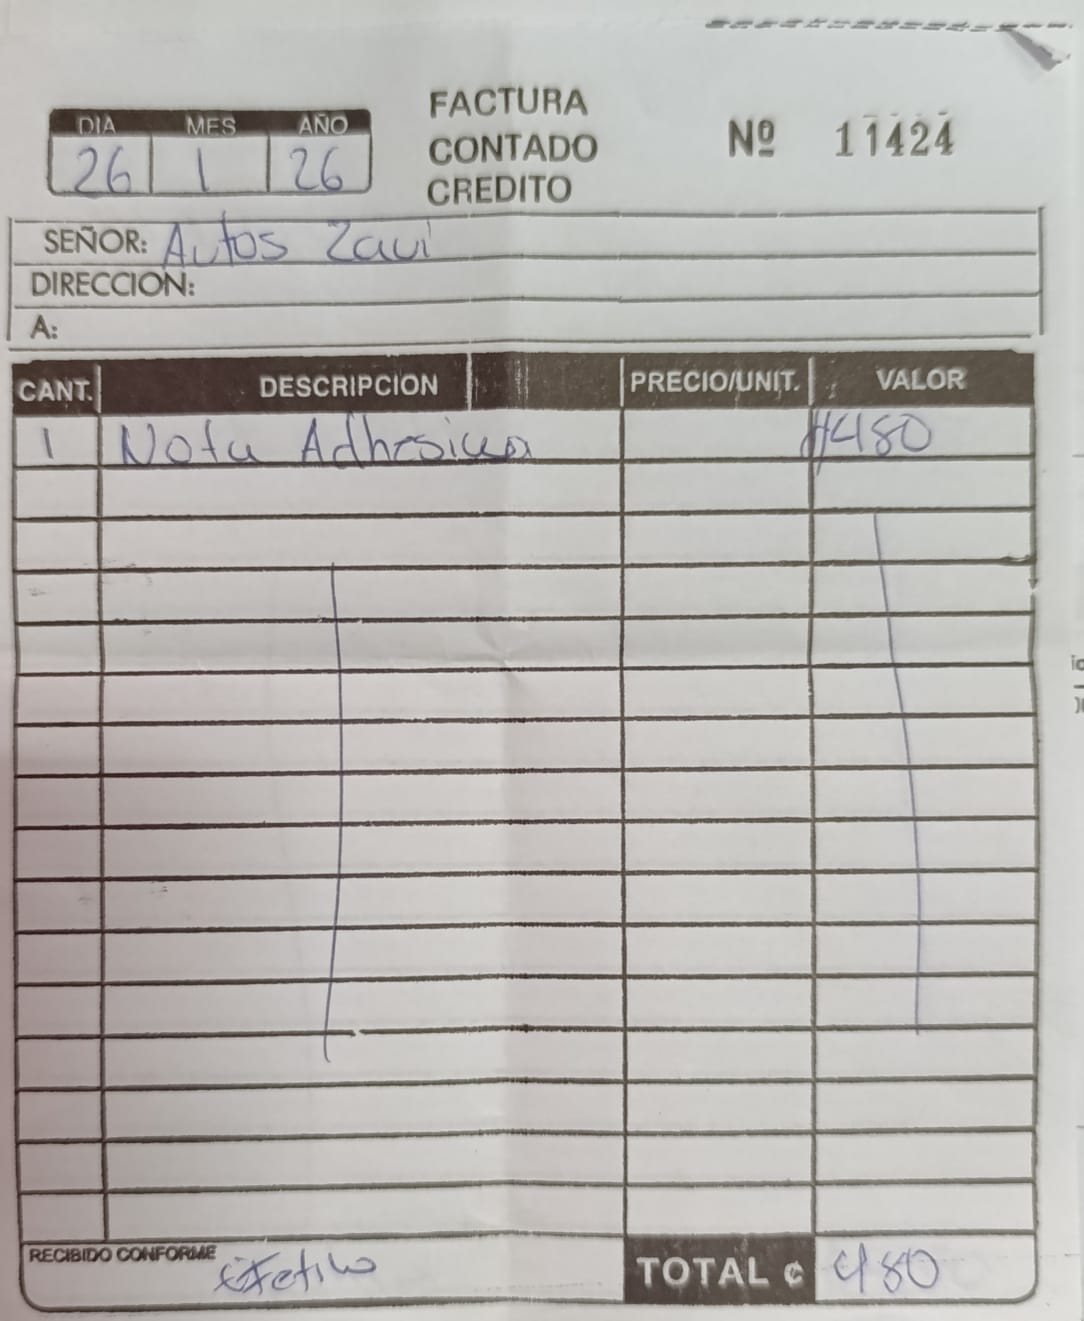 DIA MES AÑO
26 1 26
FACTURA
CONTADO
CREDITO
Nº 11424
SEÑOR: Autos Zavi
DIRECCION:
A:
CANT. DESCRIPCION PRECIO/UNIT. VALOR
1 Nota Adhesiva ₡480
RECIBIDO CONFORME Efetivo
TOTAL ¢ 480